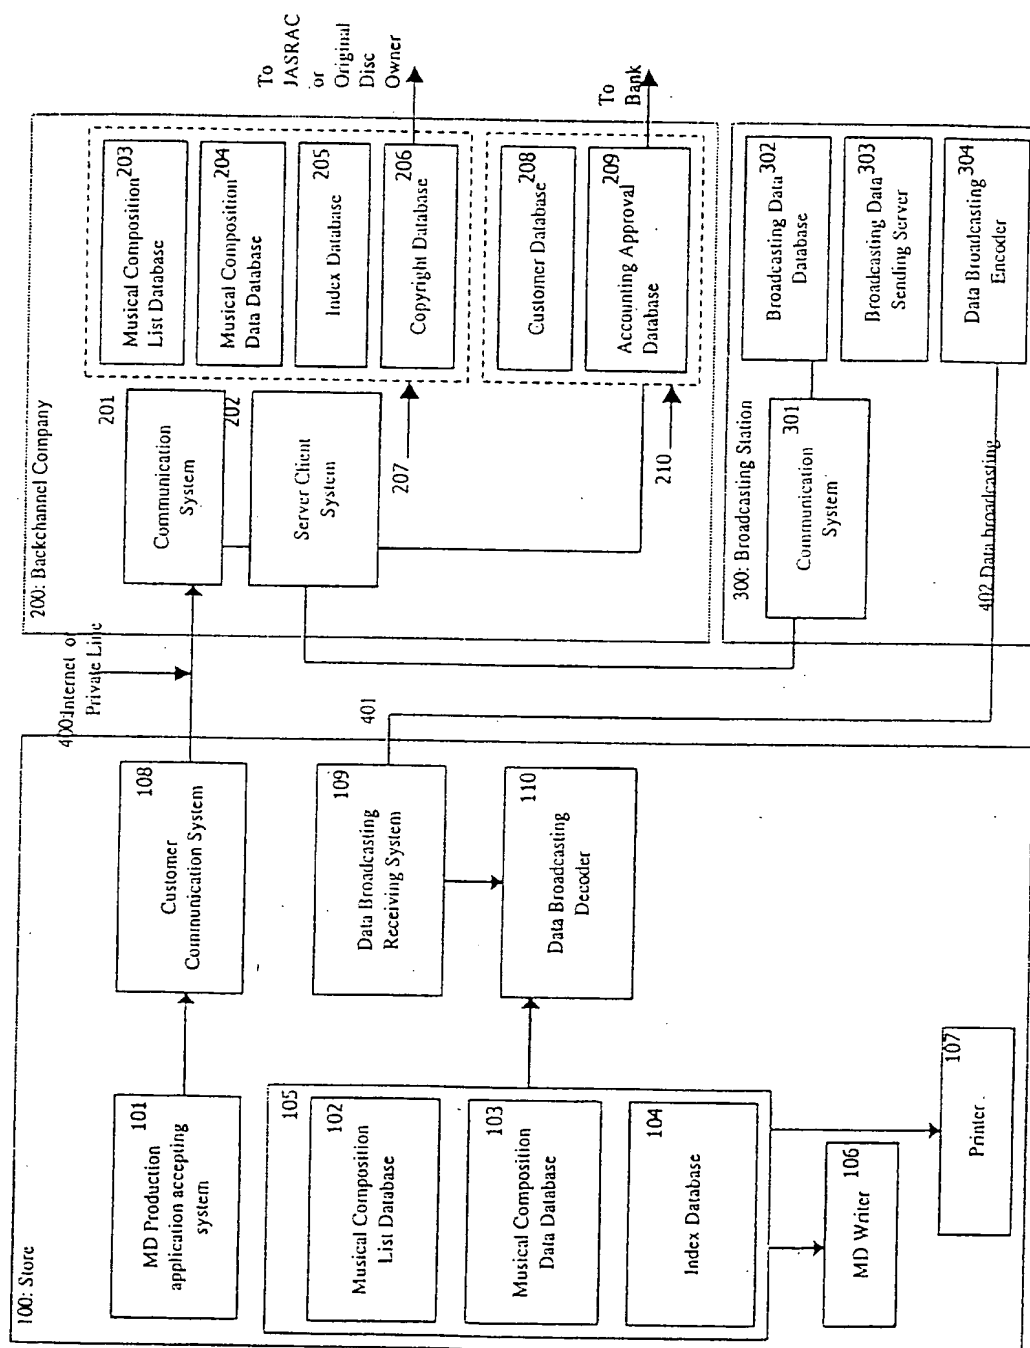 100: Store
101
MD Production
application accepting
system
108
Customer
Communication System
105
102
Musical Composition
List Database
103
Musical Composition
Data Database
104
Index Database
106
MD Writer
107
Printer
109
Data Broadcasting
Receiving System
110
Data Broadcasting
Decoder
400:Internet or
Private Line
401
200: Backchannel Company
201
Communication
System
202
Server Client
System
207
210
Musical Composition 203
List Database
Musical Composition 204
Data Database
205
Index Database
206
Copyright Database
208
Customer Database
209
Accounting Approval
Database
To
JASRAC
or
Original
Disc
Owner
To
Bank
300: Broadcasting Station
301
Communication
System
302
Broadcasting Data
Database
303
Broadcasting Data
Sending Server
304
Data Broadcasting
Encoder
402 Data broadcasting